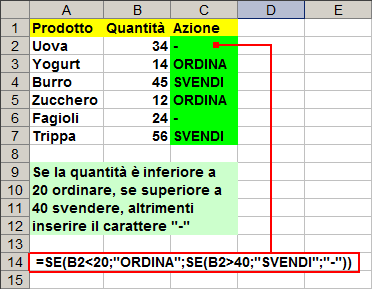 A B C D E
1 Prodotto Quantità Azione
2 Uova 34 -
3 Yogurt 14 ORDINA
4 Burro 45 SVENDI
5 Zucchero 12 ORDINA
6 Fagioli 24 -
7 Trippa 56 SVENDI
8
9 Se la quantità è inferiore a
10 20 ordinare, se superiore a
11 40 svendere, altrimenti
12 inserire il carattere "-"
13
14 =SE(B2<20;"ORDINA";SE(B2>40;"SVENDI";"-"))
15